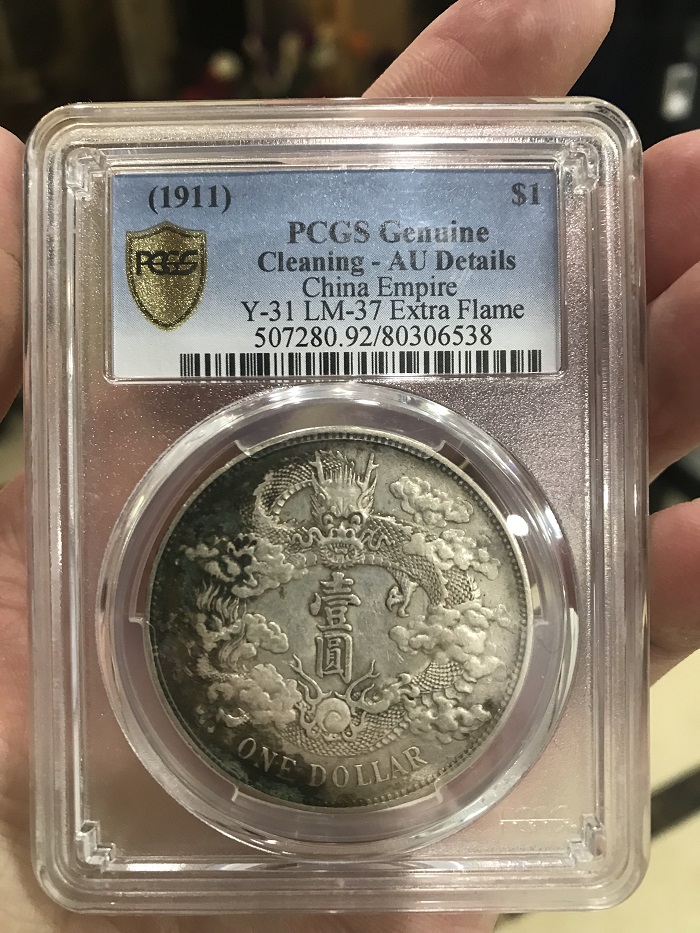 (1911) $1
PCGS
PCGS Genuine
Cleaning - AU Details
China Empire
Y-31 LM-37 Extra Flame
507280.92/80306538
壹
圓
ONE DOLLAR